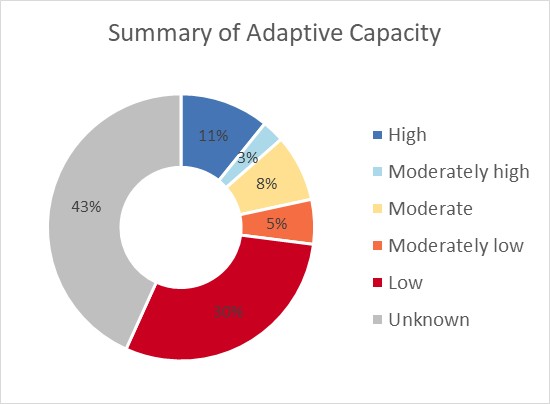 Summary of Adaptive Capacity
11%
3%
8%
5%
30%
43%
High
Moderately high
Moderate
Moderately low
Low
Unknown